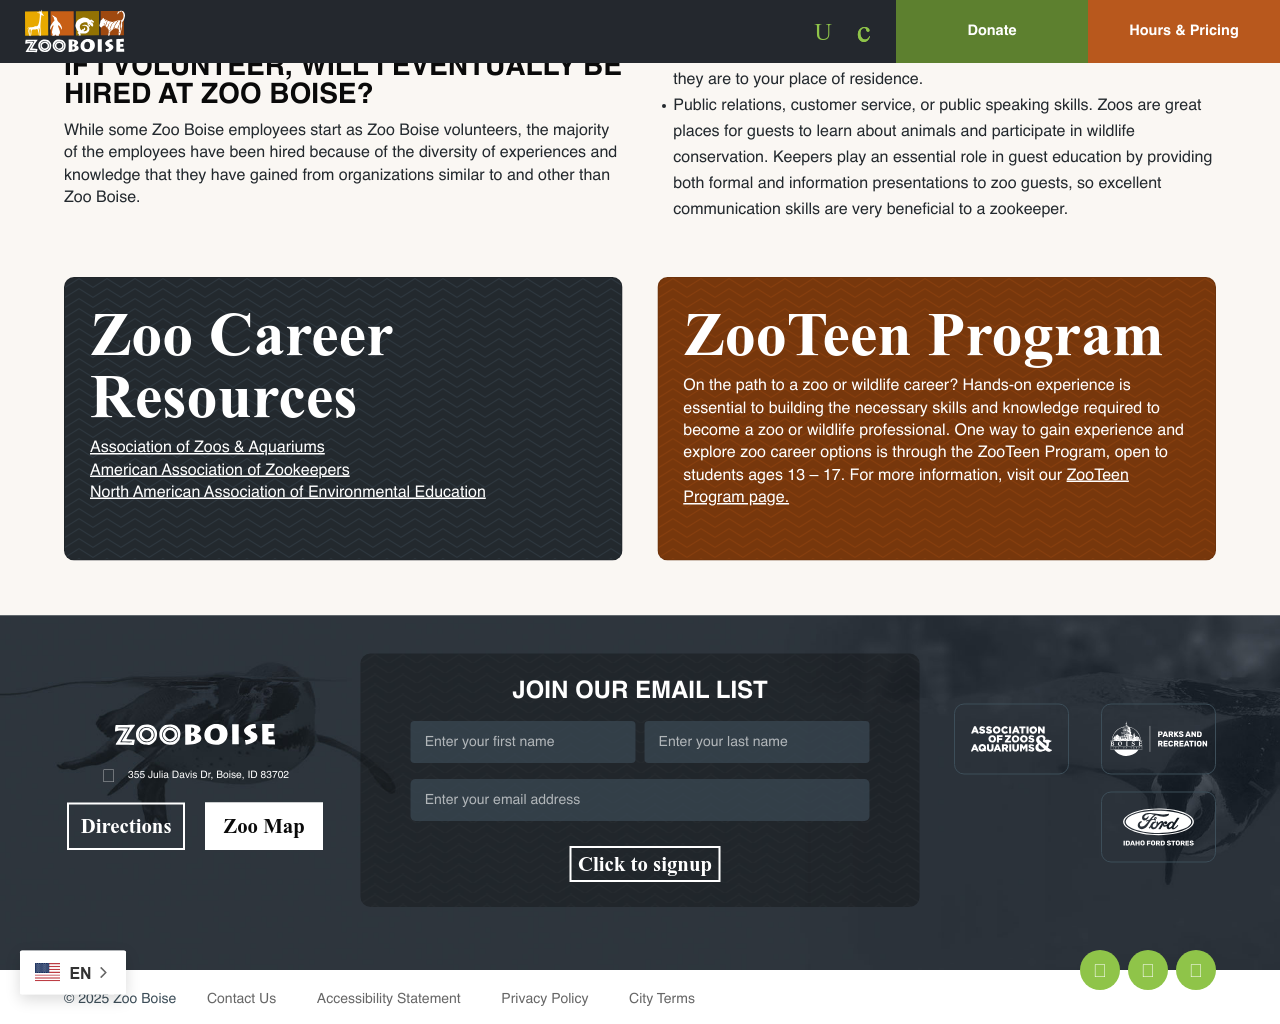 ZOOBOISE
U
c
Donate
Hours & Pricing
IF I VOLUNTEER, WILL I EVENTUALLY BE
HIRED AT ZOO BOISE?
While some Zoo Boise employees start as Zoo Boise volunteers, the majority
of the employees have been hired because of the diversity of experiences and
knowledge that they have gained from organizations similar to and other than
Zoo Boise.
they are to your place of residence.
• Public relations, customer service, or public speaking skills. Zoos are great
places for guests to learn about animals and participate in wildlife
conservation. Keepers play an essential role in guest education by providing
both formal and information presentations to zoo guests, so excellent
communication skills are very beneficial to a zookeeper.
Zoo Career
Resources
Association of Zoos & Aquariums
American Association of Zookeepers
North American Association of Environmental Education
ZooTeen Program
On the path to a zoo or wildlife career? Hands-on experience is
essential to building the necessary skills and knowledge required to
become a zoo or wildlife professional. One way to gain experience and
explore zoo career options is through the ZooTeen Program, open to
students ages 13 – 17. For more information, visit our ZooTeen
Program page.
ZOOBOISE
355 Julia Davis Dr, Boise, ID 83702
Directions
Zoo Map
JOIN OUR EMAIL LIST
Enter your first name
Enter your last name
Enter your email address
Click to signup
ASSOCIATION
OF ZOOS
AQUARIUMS&
BOISE
PARKS AND
RECREATION
Ford
IDAHO FORD STORES
EN
© 2025 Zoo Boise
Contact Us
Accessibility Statement
Privacy Policy
City Terms